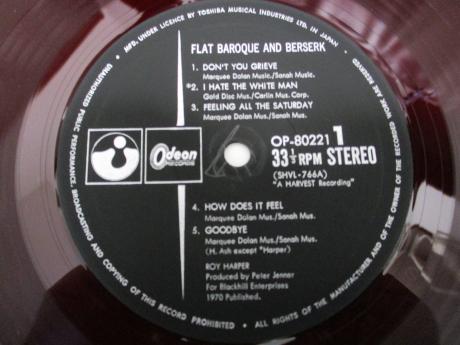 MFD. UNDER LICENCE BY TOSHIBA MUSICAL INDUSTRIES LTD. IN JAPAN •
ALL RIGHTS OF THE MANUFACTURER AND OF THE OWNER OF THE RECORDED WORK ARE RESERVED
UNAUTHORIZED PUBLIC PERFORMANCE, BROADCASTING AND COPYING OF THIS RECORD PROHIBITED •
FLAT BAROQUE AND BERSERK
1. DON'T YOU GRIEVE
Marquee Dolan Music./Sanah Music.
*2. I HATE THE WHITE MAN
Gold Disc Mus./Carlin Mus. Corp.
3. FEELING ALL THE SATURDAY
Marquee Dolan Mus./Sanah Mus.
Odeon
RECORDS
OP-80221 1
33⅓ RPM STEREO
(SHVL-766A)
"A HARVEST Recording"
4. HOW DOES IT FEEL
Marquee Dolan Mus./Sanah Mus.
5. GOODBYE
Marquee Dolan Mus./Sanah Mus.
(H. Ash except *Harper)
ROY HARPER
Produced by Peter Jenner
For Blackhill Enterprises
1970 Published.